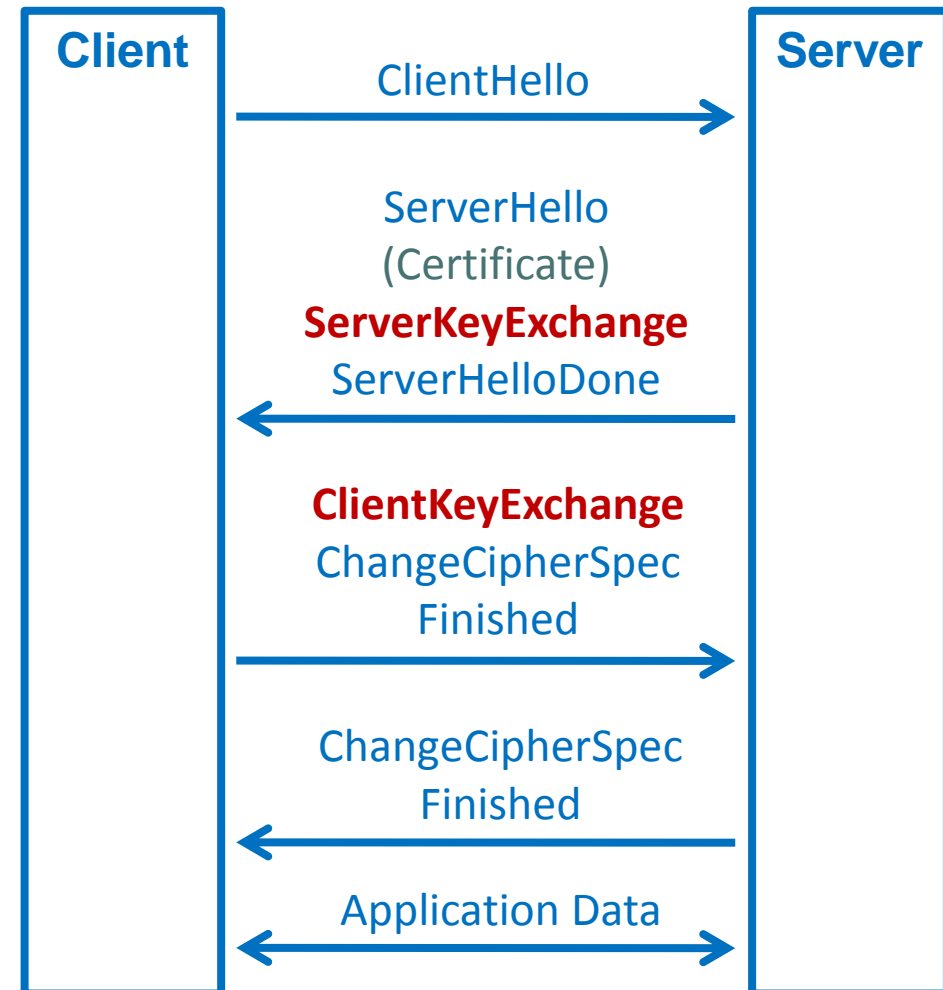 Client
Server
ClientHello
ServerHello
(Certificate)
ServerKeyExchange
ServerHelloDone
ClientKeyExchange
ChangeCipherSpec
Finished
ChangeCipherSpec
Finished
Application Data